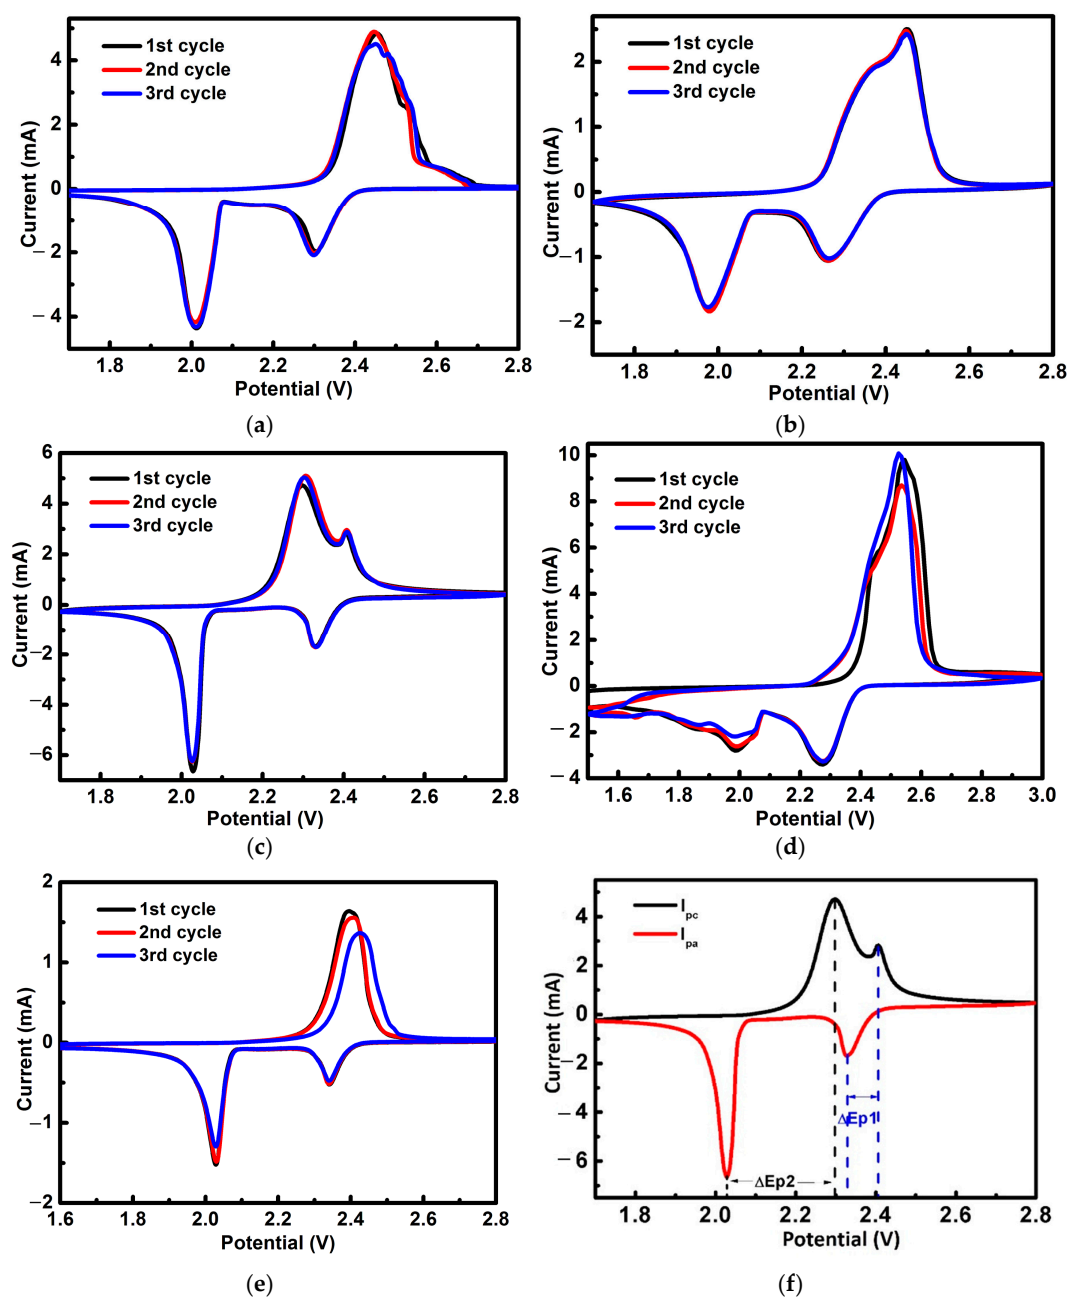 1st cycle
2nd cycle
3rd cycle
4
2
0
−2
−4
Current (mA)
1.8 2.0 2.2 2.4 2.6 2.8
Potential (V)
(a)
1st cycle
2nd cycle
3rd cycle
2
1
0
−1
−2
Current (mA)
1.8 2.0 2.2 2.4 2.6 2.8
Potential (V)
(b)
1st cycle
2nd cycle
3rd cycle
6
4
2
0
−2
−4
−6
Current (mA)
1.8 2.0 2.2 2.4 2.6 2.8
Potential (V)
(c)
1st cycle
2nd cycle
3rd cycle
10
8
6
4
2
0
−2
−4
Current (mA)
1.6 1.8 2.0 2.2 2.4 2.6 2.8 3.0
Potential (V)
(d)
1st cycle
2nd cycle
3rd cycle
2
1
0
−1
−2
Current (mA)
1.6 1.8 2.0 2.2 2.4 2.6 2.8
Potential (V)
(e)
Ipc
Ipa
4
2
0
−2
−4
−6
Current (mA)
ΔEp1
ΔEp2
1.8 2.0 2.2 2.4 2.6 2.8
Potential (V)
(f)